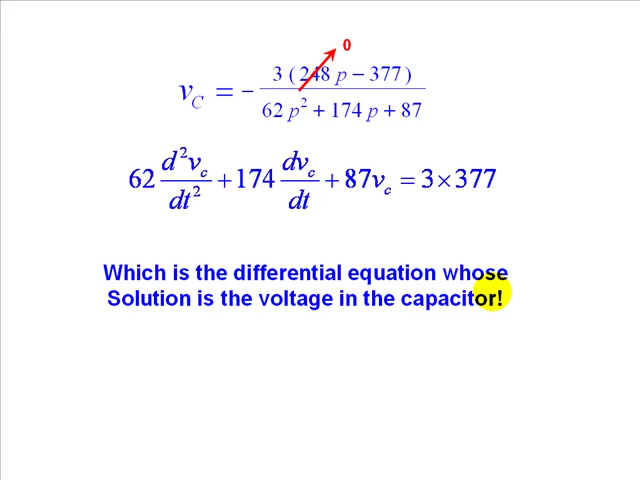 0
v_C = - 3 ( 248 p − 377 ) / 62 p² + 174 p + 87
62 d²v_c/dt² + 174 dv_c/dt + 87v_c = 3 × 377
Which is the differential equation whose
Solution is the voltage in the capacitor!